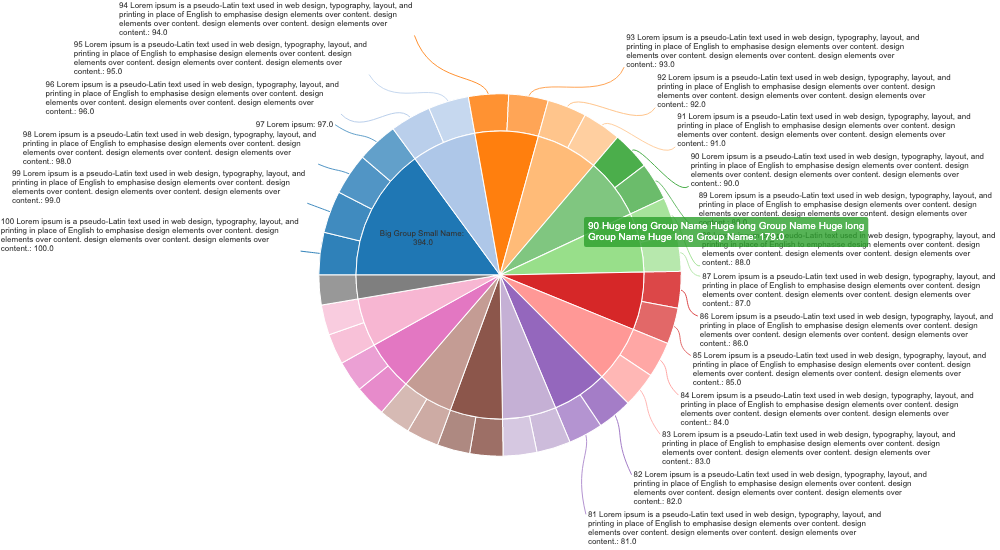 94 Lorem ipsum is a pseudo-Latin text used in web design, typography, layout, and
printing in place of English to emphasise design elements over content. design
elements over content. design elements over content. design elements over
content.: 94.0
95 Lorem ipsum is a pseudo-Latin text used in web design, typography, layout, and
printing in place of English to emphasise design elements over content. design
elements over content. design elements over content. design elements over
content.: 95.0
96 Lorem ipsum is a pseudo-Latin text used in web design, typography, layout, and
printing in place of English to emphasise design elements over content. design
elements over content. design elements over content. design elements over
content.: 96.0
97 Lorem ipsum: 97.0
98 Lorem ipsum is a pseudo-Latin text used in web design, typography, layout, and
printing in place of English to emphasise design elements over content. design
elements over content. design elements over content. design elements over
content.: 98.0
99 Lorem ipsum is a pseudo-Latin text used in web design, typography, layout, and
printing in place of English to emphasise design elements over content. design
elements over content. design elements over content. design elements over
content.: 99.0
100 Lorem ipsum is a pseudo-Latin text used in web design, typography, layout, and
printing in place of English to emphasise design elements over content. design
elements over content. design elements over content. design elements over
content.: 100.0
Big Group Small Name:
394.0
93 Lorem ipsum is a pseudo-Latin text used in web design, typography, layout, and
printing in place of English to emphasise design elements over content. design
elements over content. design elements over content. design elements over
content.: 93.0
92 Lorem ipsum is a pseudo-Latin text used in web design, typography, layout, and
printing in place of English to emphasise design elements over content. design
elements over content. design elements over content. design elements over
content.: 92.0
91 Lorem ipsum is a pseudo-Latin text used in web design, typography, layout, and
printing in place of English to emphasise design elements over content. design
elements over content. design elements over content. design elements over
content.: 91.0
90 Lorem ipsum is a pseudo-Latin text used in web design, typography, layout, and
printing in place of English to emphasise design elements over content. design
elements over content. design elements over content. design elements over
content.: 90.0
89 Lorem ipsum is a pseudo-Latin text used in web design, typography, layout, and
printing in place of English to emphasise design elements over content. design
elements over content. design elements over content. design elements over
90 Huge long Group Name Huge long Group Name Huge long
Group Name Huge long Group Name: 179.0
used in web design, typography, layout, and
printing in place of English to emphasise design elements over content. design
elements over content. design elements over content. design elements over
content.: 88.0
87 Lorem ipsum is a pseudo-Latin text used in web design, typography, layout, and
printing in place of English to emphasise design elements over content. design
elements over content. design elements over content. design elements over
content.: 87.0
86 Lorem ipsum is a pseudo-Latin text used in web design, typography, layout, and
printing in place of English to emphasise design elements over content. design
elements over content. design elements over content. design elements over
content.: 86.0
85 Lorem ipsum is a pseudo-Latin text used in web design, typography, layout, and
printing in place of English to emphasise design elements over content. design
elements over content. design elements over content. design elements over
content.: 85.0
84 Lorem ipsum is a pseudo-Latin text used in web design, typography, layout, and
printing in place of English to emphasise design elements over content. design
elements over content. design elements over content. design elements over
content.: 84.0
83 Lorem ipsum is a pseudo-Latin text used in web design, typography, layout, and
printing in place of English to emphasise design elements over content. design
elements over content. design elements over content. design elements over
content.: 83.0
82 Lorem ipsum is a pseudo-Latin text used in web design, typography, layout, and
printing in place of English to emphasise design elements over content. design
elements over content. design elements over content. design elements over
content.: 82.0
81 Lorem ipsum is a pseudo-Latin text used in web design, typography, layout, and
printing in place of English to emphasise design elements over content. design
elements over content. design elements over content. design elements over
content.: 81.0